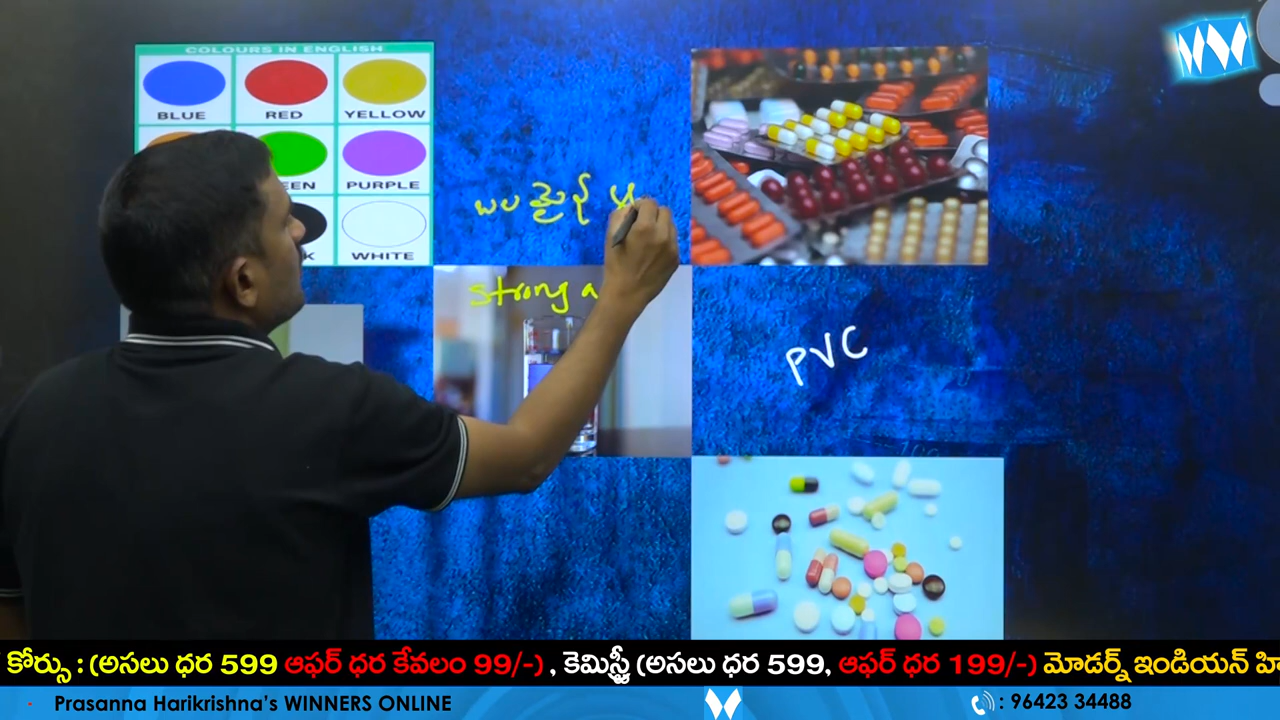 COLOURS IN ENGLISH
BLUE RED YELLOW
PURPLE
WHITE
బలమైన
strong a
PVC
కోర్సు : (అసలు ధర 599 ఆఫర్ ధర కేవలం 99/-) , కెమిస్ట్రీ (అసలు ధర 599, ఆఫర్ ధర 199/-) మోడర్న్ ఇండియన్ హి
Prasanna Harikrishna's WINNERS ONLINE
: 96423 34488